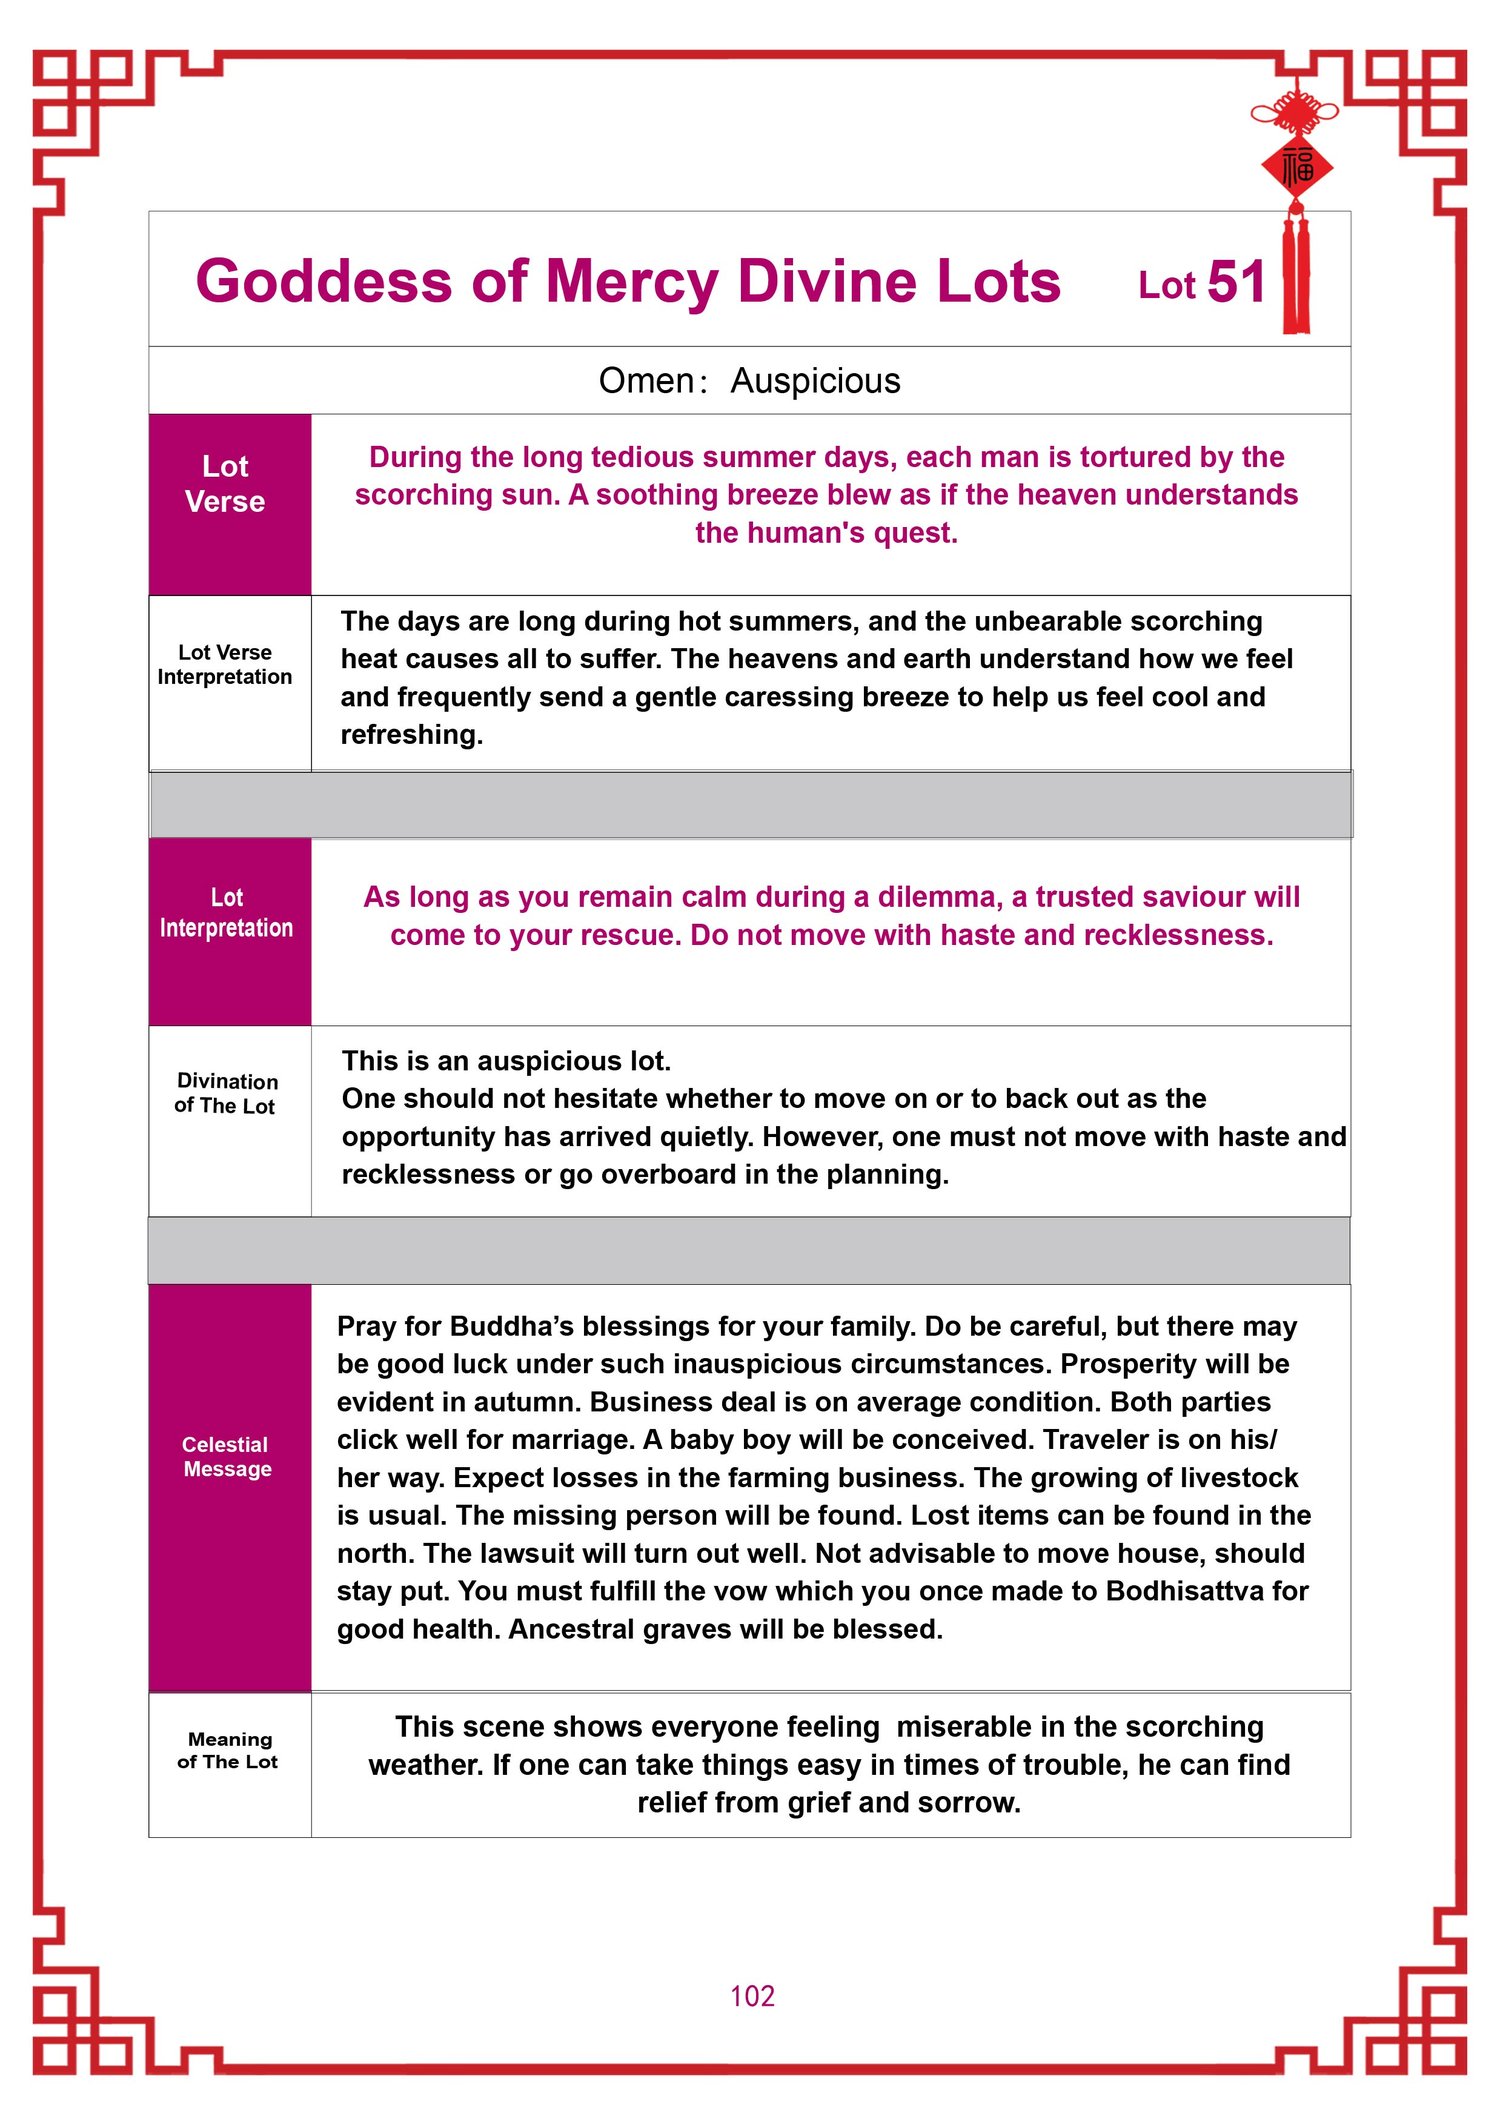 福
Goddess of Mercy Divine Lots Lot 51
Omen: Auspicious
Lot
Verse
During the long tedious summer days, each man is tortured by the
scorching sun. A soothing breeze blew as if the heaven understands
the human's quest.
Lot Verse
Interpretation
The days are long during hot summers, and the unbearable scorching
heat causes all to suffer. The heavens and earth understand how we feel
and frequently send a gentle caressing breeze to help us feel cool and
refreshing.
Lot
Interpretation
As long as you remain calm during a dilemma, a trusted saviour will
come to your rescue. Do not move with haste and recklessness.
Divination
of The Lot
This is an auspicious lot.
One should not hesitate whether to move on or to back out as the
opportunity has arrived quietly. However, one must not move with haste and
recklessness or go overboard in the planning.
Celestial
Message
Pray for Buddha’s blessings for your family. Do be careful, but there may
be good luck under such inauspicious circumstances. Prosperity will be
evident in autumn. Business deal is on average condition. Both parties
click well for marriage. A baby boy will be conceived. Traveler is on his/
her way. Expect losses in the farming business. The growing of livestock
is usual. The missing person will be found. Lost items can be found in the
north. The lawsuit will turn out well. Not advisable to move house, should
stay put. You must fulfill the vow which you once made to Bodhisattva for
good health. Ancestral graves will be blessed.
Meaning
of The Lot
This scene shows everyone feeling  miserable in the scorching
weather. If one can take things easy in times of trouble, he can find
relief from grief and sorrow.
102